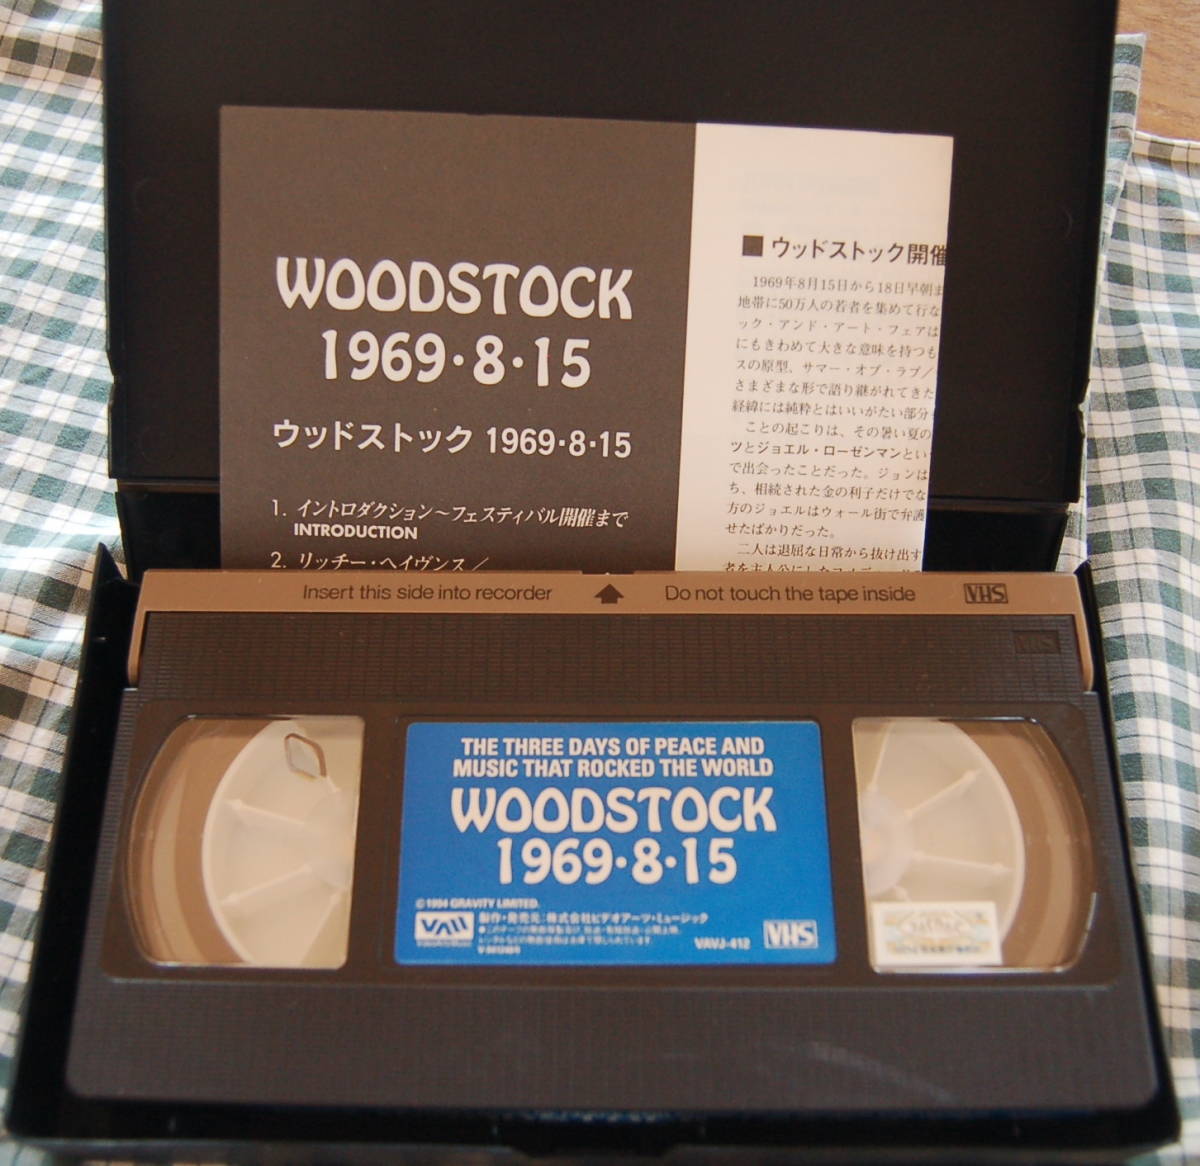 WOODSTOCK
1969・8・15
ウッドストック 1969・8・15
1. イントロダクション〜フェスティバル開催まで
INTRODUCTION
2. リッチー・ヘイヴンス/
■ ウッドストック開催
1969年8月15日から18日早朝ま
地帯に50万人の若者を集めて行な
ック・アンド・アート・フェアは
にもきわめて大きな意味を持つも
スの原型、サマー・オブ・ラブ/
さまざまな形で語り継がれてきた
経緯には純粋とはいいがたい部分
ことの起こりは、その暑い夏の
ツとジョエル・ローゼンマンとい
で出会ったことだった。ジョンは
ち、相続された金の利子だけでな
方のジョエルはウォール街で弁護
せたばかりだった。
二人は退屈な日常から抜け出す
者を主人公にした
Insert this side into recorder
Do not touch the tape inside
VHS
VHS
THE THREE DAYS OF PEACE AND
MUSIC THAT ROCKED THE WORLD
WOODSTOCK
1969・8・15
©1994 GRAVITY LIMITED.
製作・発売元:株式会社ビデオアーツ・ミュージック
VAVJ-412
VHS